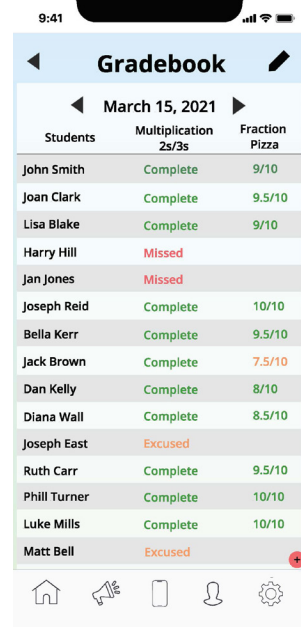 9:41
Gradebook
March 15, 2021
Students Multiplication 2s/3s Fraction Pizza
John Smith Complete 9/10
Joan Clark Complete 9.5/10
Lisa Blake Complete 9/10
Harry Hill Missed
Jan Jones Missed
Joseph Reid Complete 10/10
Bella Kerr Complete 9.5/10
Jack Brown Complete 7.5/10
Dan Kelly Complete 8/10
Diana Wall Complete 8.5/10
Joseph East Excused
Ruth Carr Complete 9.5/10
Phill Turner Complete 10/10
Luke Mills Complete 10/10
Matt Bell Excused
+